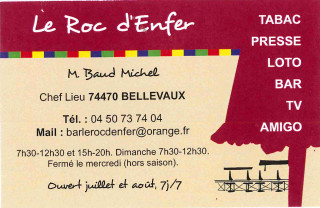 Le Roc d'Enfer
M. Baud Michel
Chef Lieu 74470 BELLEVAUX
Tél. : 04 50 73 74 04
Mail : barlerocdenfer@orange.fr
7h30-12h30 et 15h-20h. Dimanche 7h30-12h30.
Fermé le mercredi (hors saison).
Ouvert juillet et août, 7j/7
TABAC
PRESSE
LOTO
BAR
TV
AMIGO